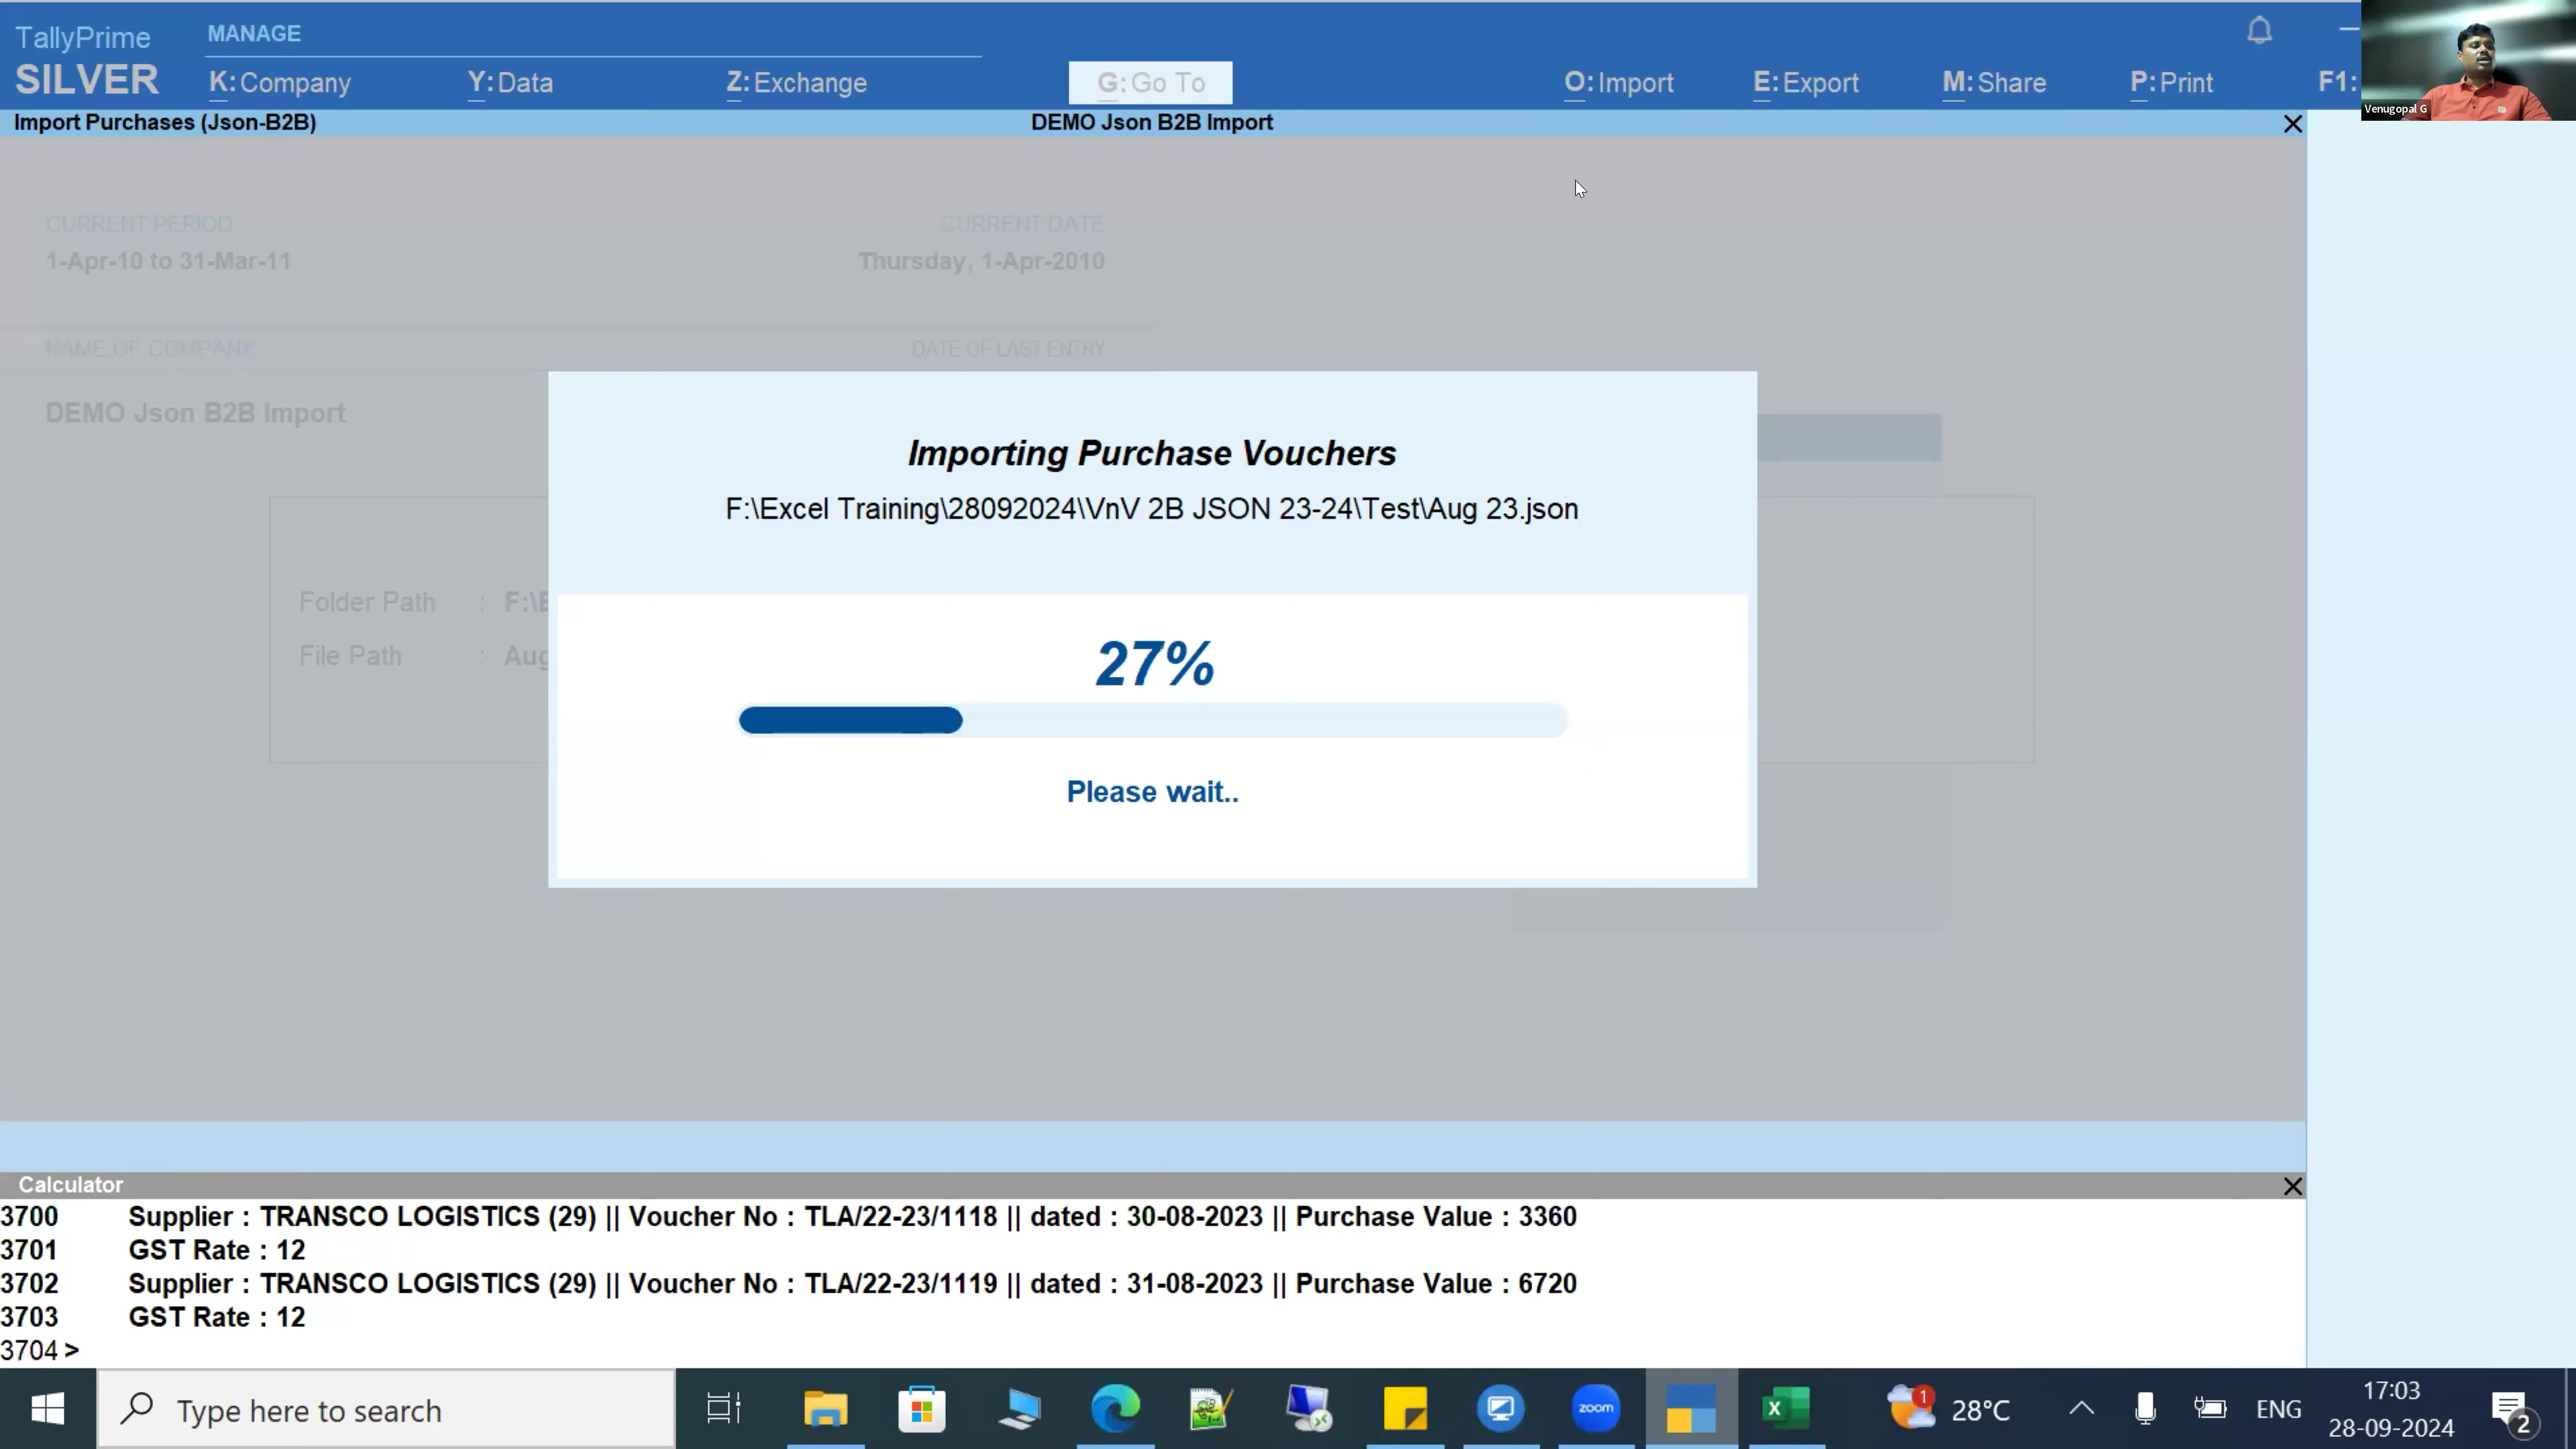 TallyPrime
SILVER
MANAGE
K: Company
Y: Data
Z: Exchange
G: Go To
O: Import
E: Export
M: Share
P: Print
F1:
Venugopal G
Import Purchases (Json-B2B)
DEMO Json B2B Import
CURRENT PERIOD
CURRENT DATE
1-Apr-10 to 31-Mar-11
Thursday, 1-Apr-2010
NAME OF COMPANY
DATE OF LAST ENTRY
DEMO Json B2B Import
Importing Purchase Vouchers
F:\Excel Training\28092024\VnV 2B JSON 23-24\Test\Aug 23.json
Folder Path :
File Path : Aug
27%
Please wait..
Calculator
3700 Supplier : TRANSCO LOGISTICS (29) || Voucher No : TLA/22-23/1118 || dated : 30-08-2023 || Purchase Value : 3360
3701 GST Rate : 12
3702 Supplier : TRANSCO LOGISTICS (29) || Voucher No : TLA/22-23/1119 || dated : 31-08-2023 || Purchase Value : 6720
3703 GST Rate : 12
3704 >
Type here to search
zoom
1
28°C
ENG
17:03
28-09-2024
2